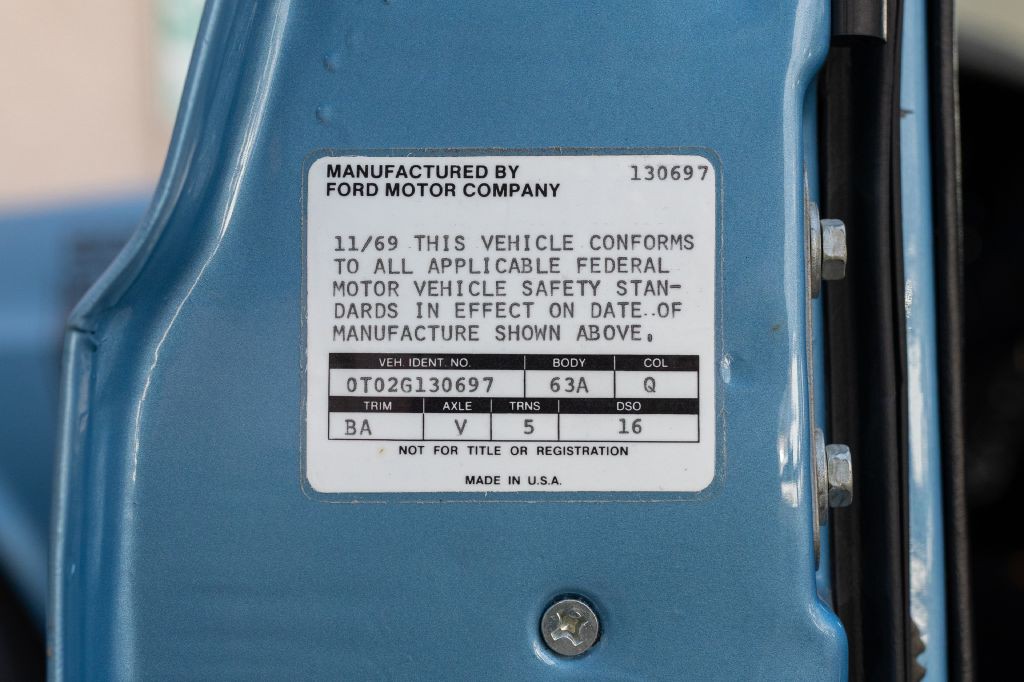 MANUFACTURED BY 130697
FORD MOTOR COMPANY
11/69 THIS VEHICLE CONFORMS
TO ALL APPLICABLE FEDERAL
MOTOR VEHICLE SAFETY STAN-
DARDS IN EFFECT ON DATE OF
MANUFACTURE SHOWN ABOVE.
VEH. IDENT. NO. BODY COL
0T02G130697 63A Q
TRIM AXLE TRNS DSO
BA V 5 16
NOT FOR TITLE OR REGISTRATION
MADE IN U.S.A.